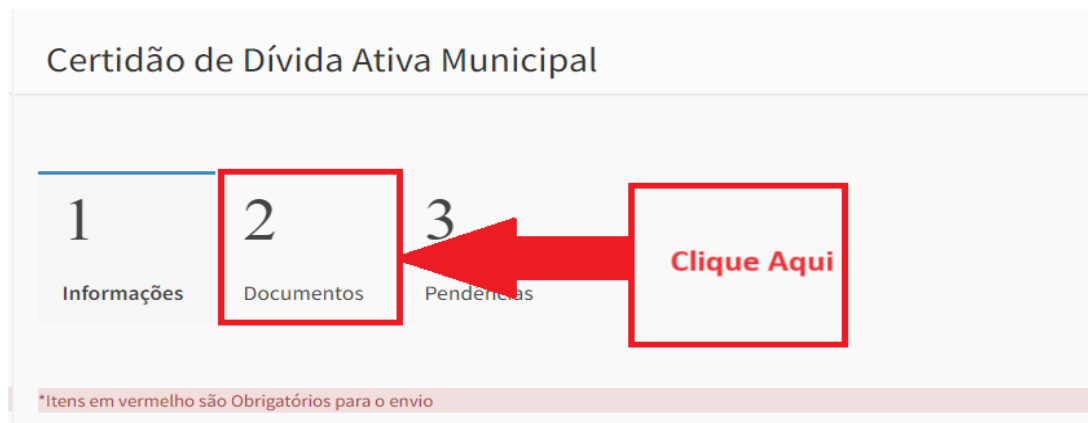 Certidão de Dívida Ativa Municipal
1
2
3
Informações
Documentos
Pendências
Clique Aqui
*Itens em vermelho são Obrigatórios para o envio